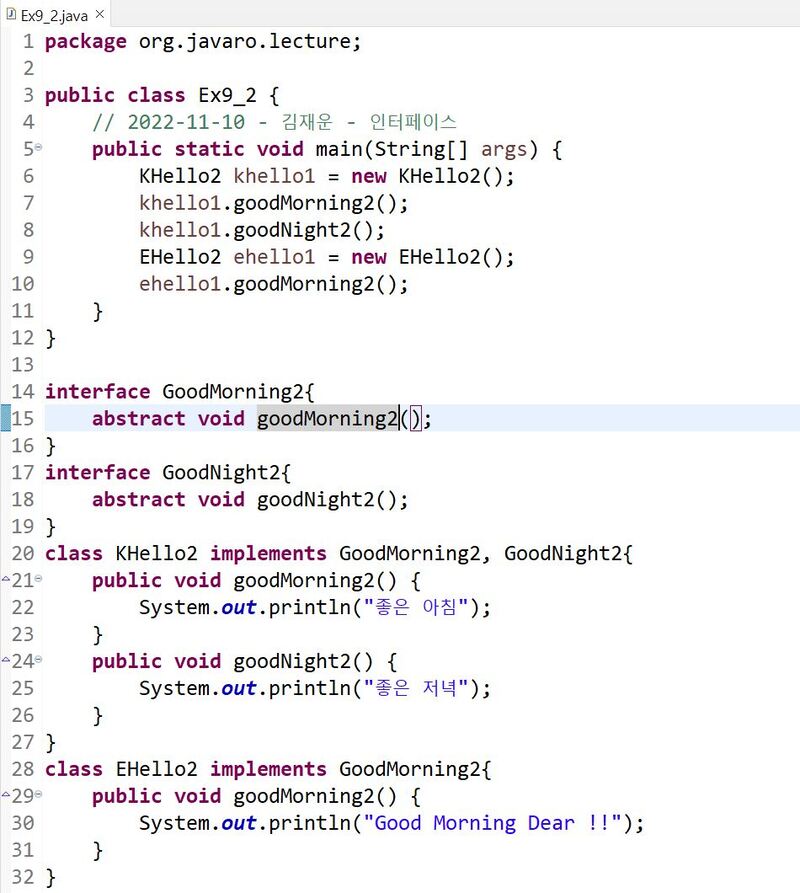 Ex9_2.java
1 package org.javaro.lecture;
2
3 public class Ex9_2 {
4 // 2022-11-10 - 김재운 - 인터페이스
5 public static void main(String[] args) {
6 KHello2 khello1 = new KHello2();
7 khello1.goodMorning2();
8 khello1.goodNight2();
9 EHello2 ehello1 = new EHello2();
10 ehello1.goodMorning2();
11 }
12 }
13
14 interface GoodMorning2{
15 abstract void goodMorning2();
16 }
17 interface GoodNight2{
18 abstract void goodNight2();
19 }
20 class KHello2 implements GoodMorning2, GoodNight2{
21 public void goodMorning2() {
22 System.out.println("좋은 아침");
23 }
24 public void goodNight2() {
25 System.out.println("좋은 저녁");
26 }
27 }
28 class EHello2 implements GoodMorning2{
29 public void goodMorning2() {
30 System.out.println("Good Morning Dear !!");
31 }
32 }